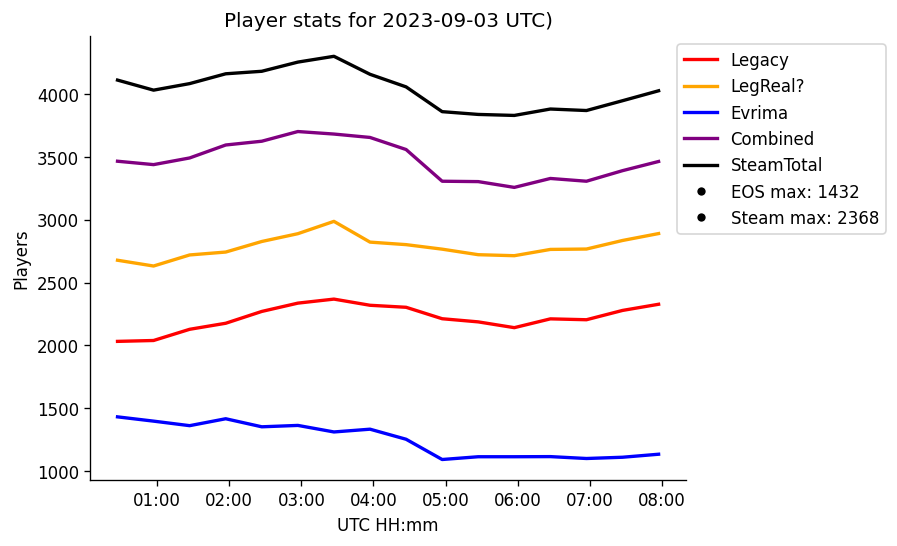 Player stats for 2023-09-03 UTC)
Legacy
LegReal?
Evrima
Combined
SteamTotal
EOS max: 1432
Steam max: 2368
Players
4000
3500
3000
2500
2000
1500
1000
01:00 02:00 03:00 04:00 05:00 06:00 07:00 08:00
UTC HH:mm